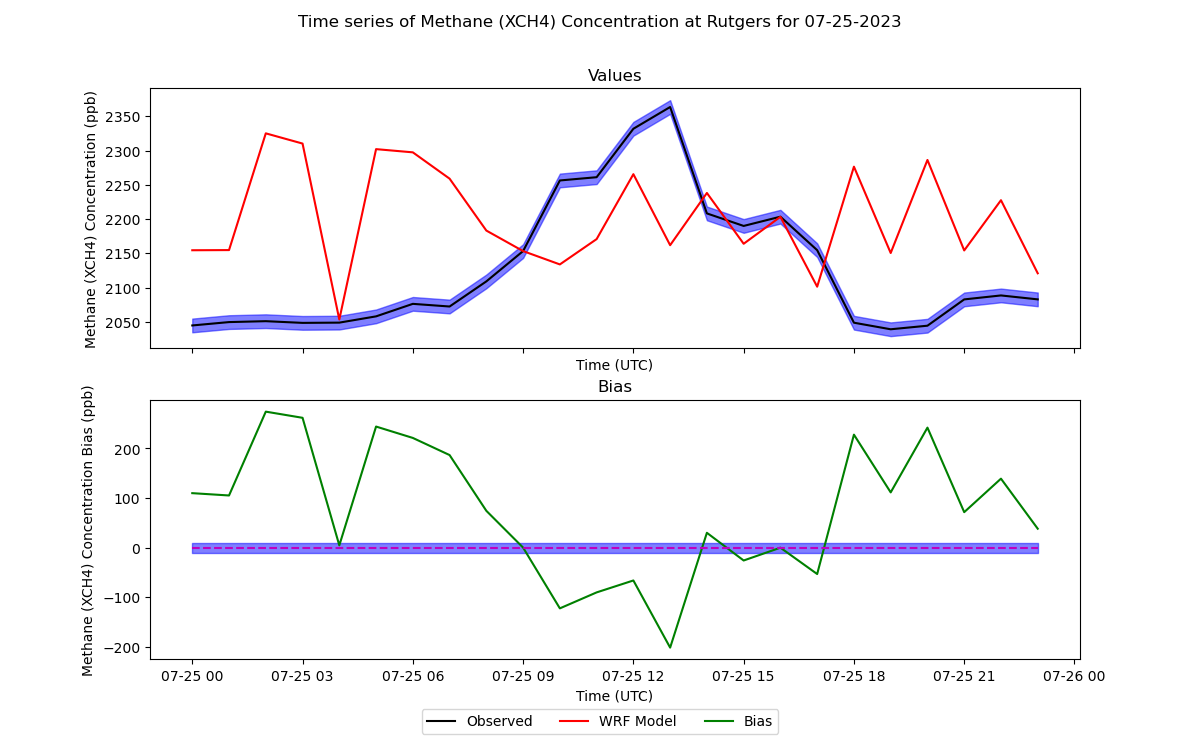 Time series of Methane (XCH4) Concentration at Rutgers for 07-25-2023
Values
Methane (XCH4) Concentration (ppb)
2350
2300
2250
2200
2150
2100
2050
Time (UTC)
Bias
Methane (XCH4) Concentration Bias (ppb)
200
100
0
−100
−200
07-25 00 07-25 03 07-25 06 07-25 09 07-25 12 07-25 15 07-25 18 07-25 21 07-26 00
Time (UTC)
Observed WRF Model Bias